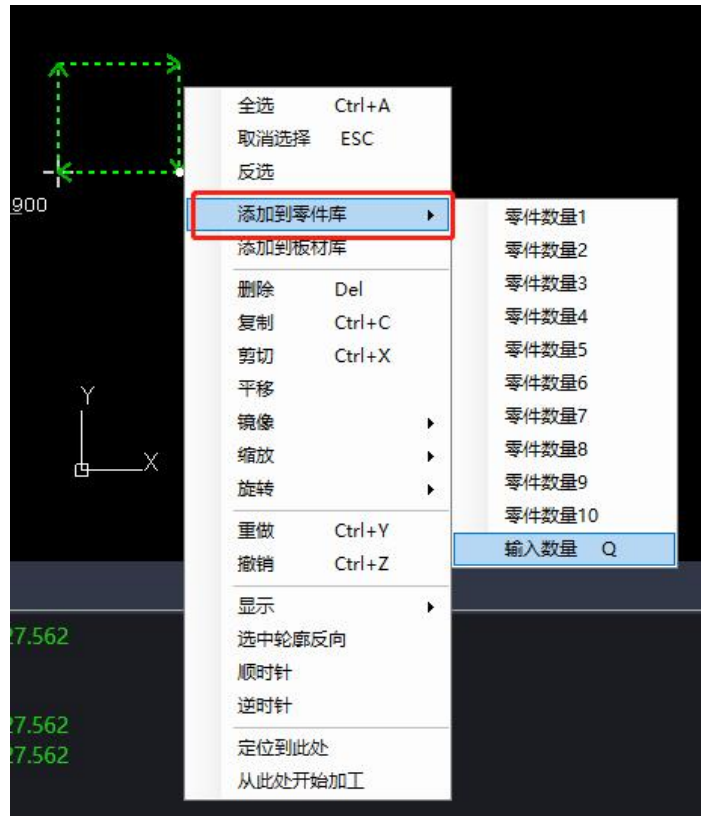 全选 Ctrl+A
取消选择 ESC
反选
添加到零件库
添加到板材库
删除 Del
复制 Ctrl+C
剪切 Ctrl+X
平移
镜像
缩放
旋转
重做 Ctrl+Y
撤销 Ctrl+Z
显示
选中轮廓反向
顺时针
逆时针
定位到此处
从此处开始加工
零件数量1
零件数量2
零件数量3
零件数量4
零件数量5
零件数量6
零件数量7
零件数量8
零件数量9
零件数量10
输入数量 Q
900
Y
X
27.562
27.562
27.562